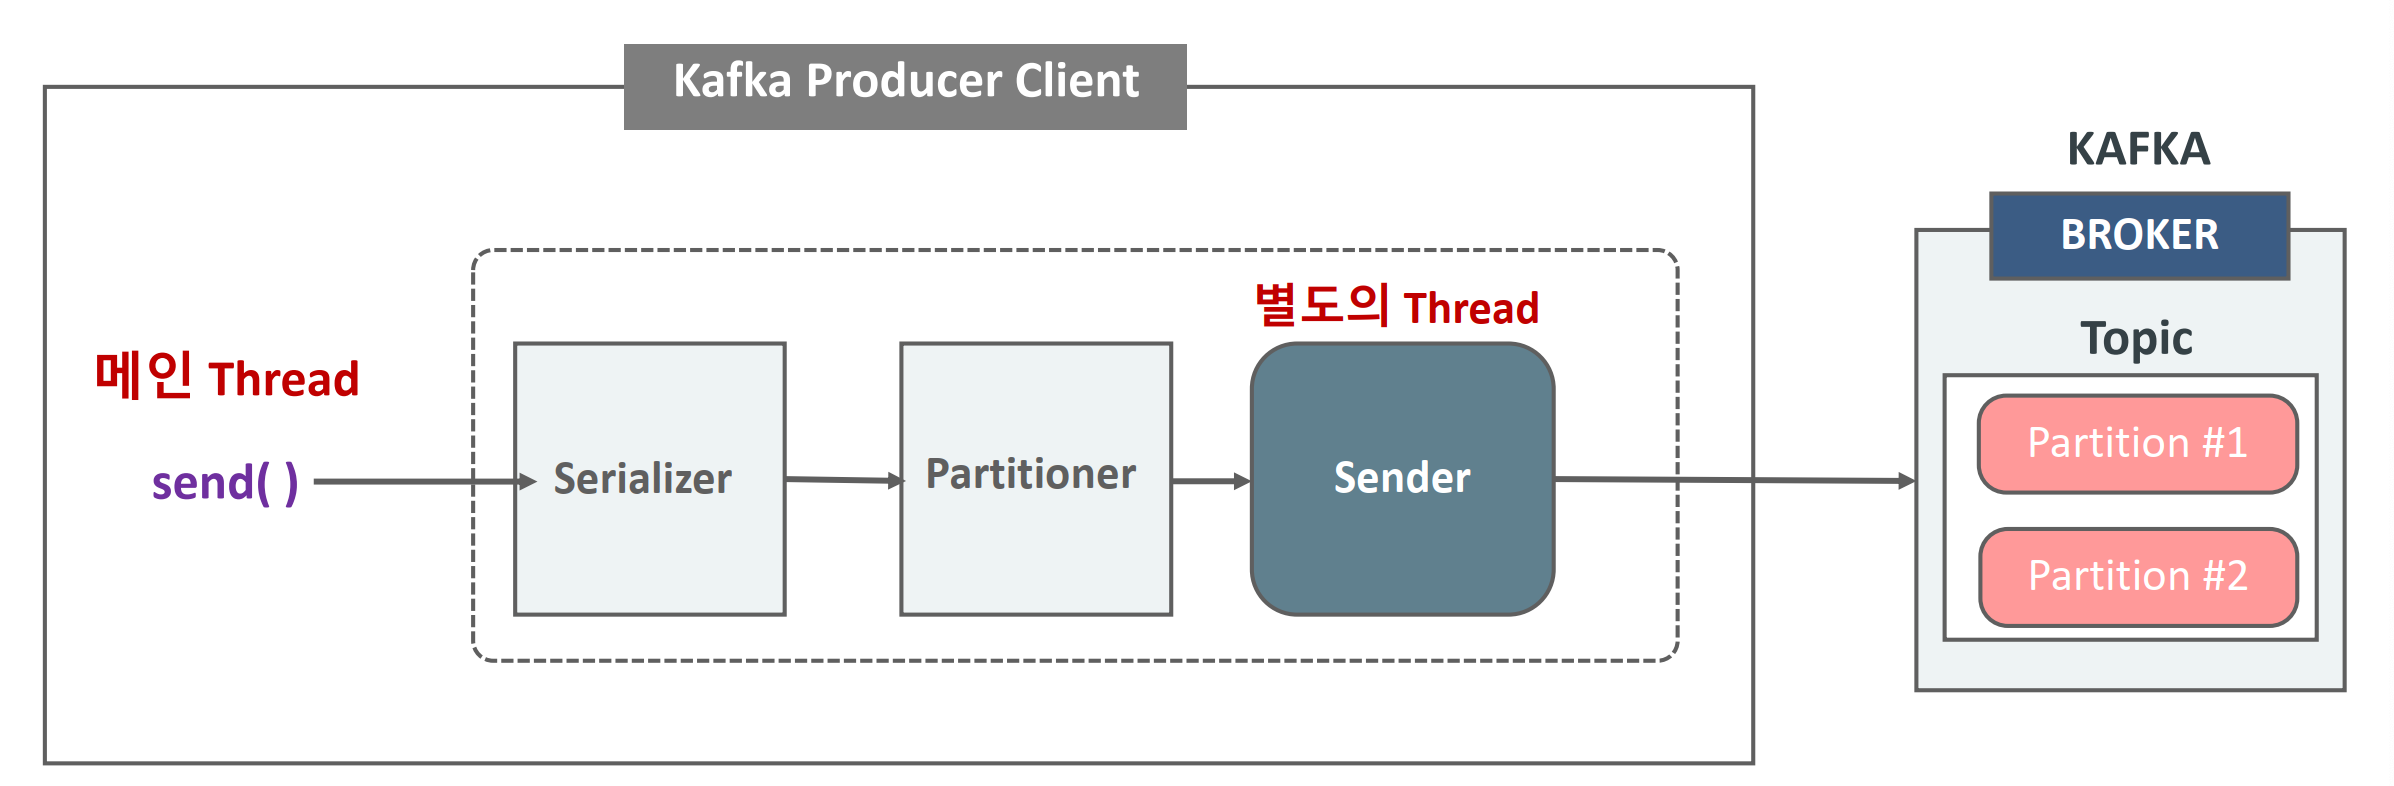 Kafka Producer Client
메인 Thread
send( )
Serializer
Partitioner
별도의 Thread
Sender
KAFKA
BROKER
Topic
Partition #1
Partition #2